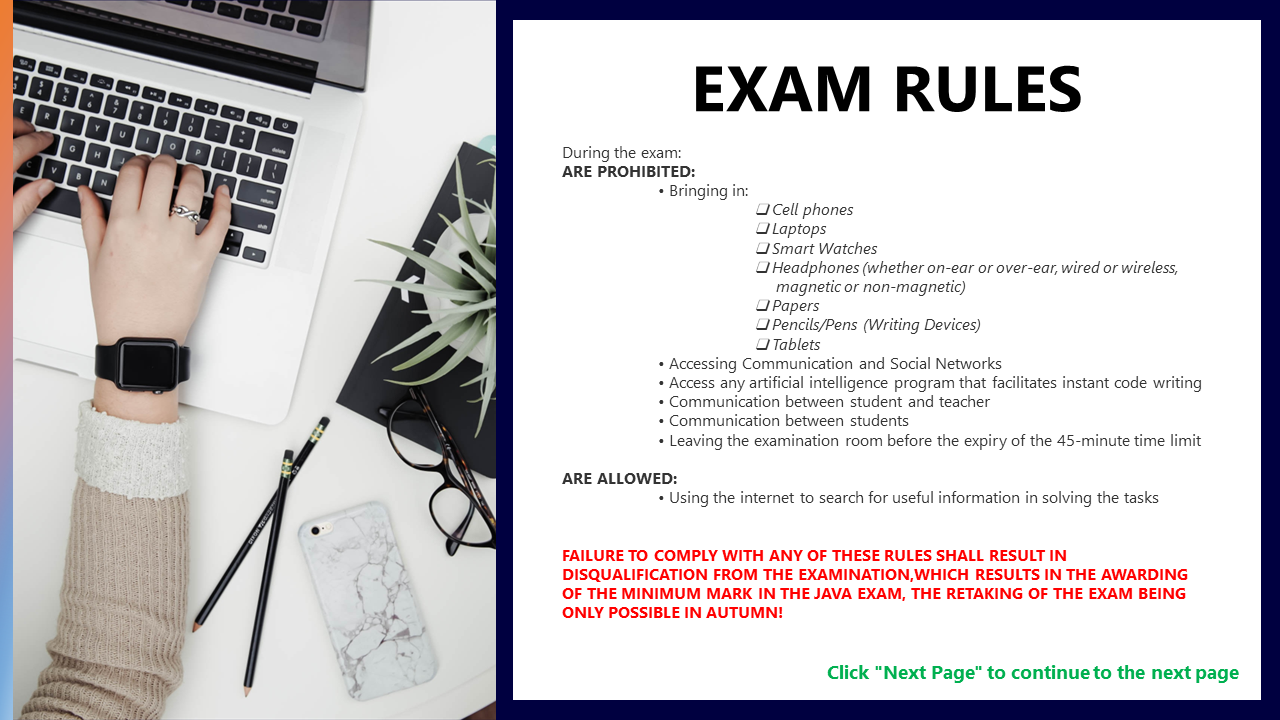 EXAM RULES
During the exam:
ARE PROHIBITED:
• Bringing in:
❑ Cell phones
❑ Laptops
❑ Smart Watches
❑ Headphones (whether on-ear or over-ear, wired or wireless,
magnetic or non-magnetic)
❑ Papers
❑ Pencils/Pens (Writing Devices)
❑ Tablets
• Accessing Communication and Social Networks
• Access any artificial intelligence program that facilitates instant code writing
• Communication between student and teacher
• Communication between students
• Leaving the examination room before the expiry of the 45-minute time limit
ARE ALLOWED:
• Using the internet to search for useful information in solving the tasks
FAILURE TO COMPLY WITH ANY OF THESE RULES SHALL RESULT IN
DISQUALIFICATION FROM THE EXAMINATION,WHICH RESULTS IN THE AWARDING
OF THE MINIMUM MARK IN THE JAVA EXAM, THE RETAKING OF THE EXAM BEING
ONLY POSSIBLE IN AUTUMN!
Click "Next Page" to continue to the next page